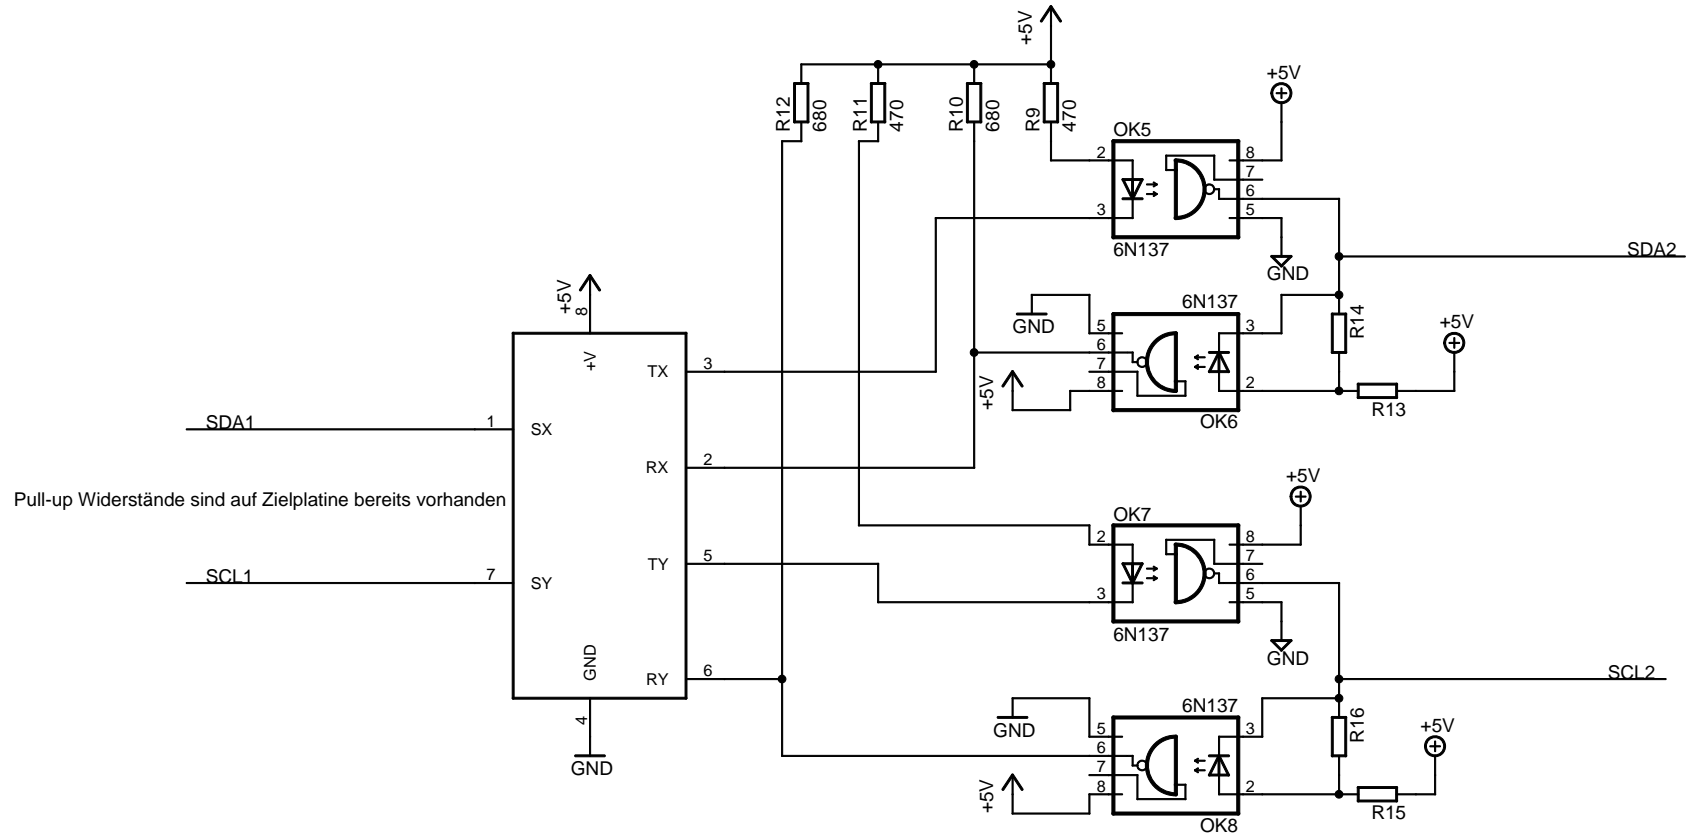 +5V
R12
680
R11
470
R10
680
R9
470
+5V
OK5
2
3
8
7
6
5
6N137
GND
SDA2
6N137
GND
5
6
7
8
3
2
+5V
OK6
R14
+5V
R13
+5V
8
+V
TX
3
SDA1
1
SX
RX
2
Pull-up Widerstände sind auf Zielplatine bereits vorhanden
TY
5
SCL1
7
SY
GND
RY
6
4
GND
+5V
OK7
2
3
8
7
6
5
6N137
GND
SCL2
6N137
GND
5
6
7
8
3
2
+5V
OK8
R16
+5V
R15